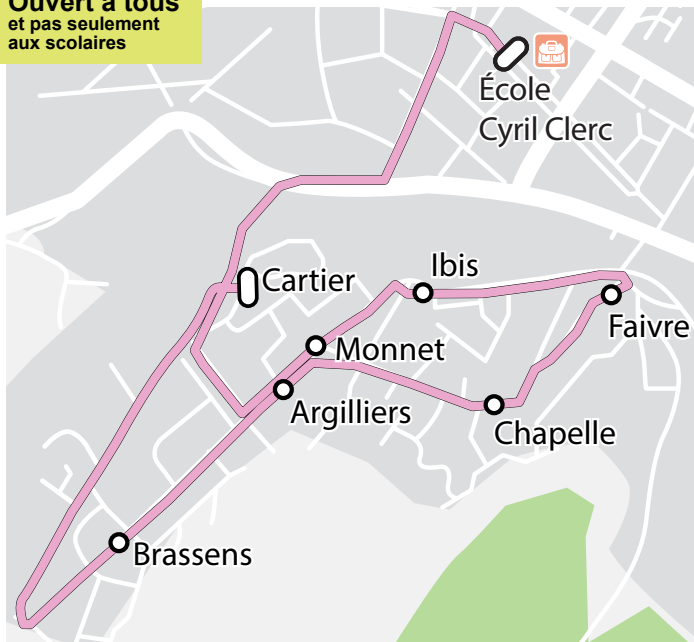 Ouvert à tous
et pas seulement
aux scolaires
École
Cyril Clerc
Ibis
Cartier
Faivre
Monnet
Argilliers
Chapelle
Brassens